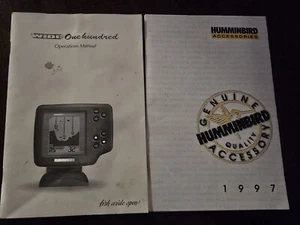 WIDE One hundred
Operations Manual
fish wide open!
HUMMINBIRD
ACCESSORIES
GENUINE
HUMMINBIRD
QUALITY
ACCESSORY
1997